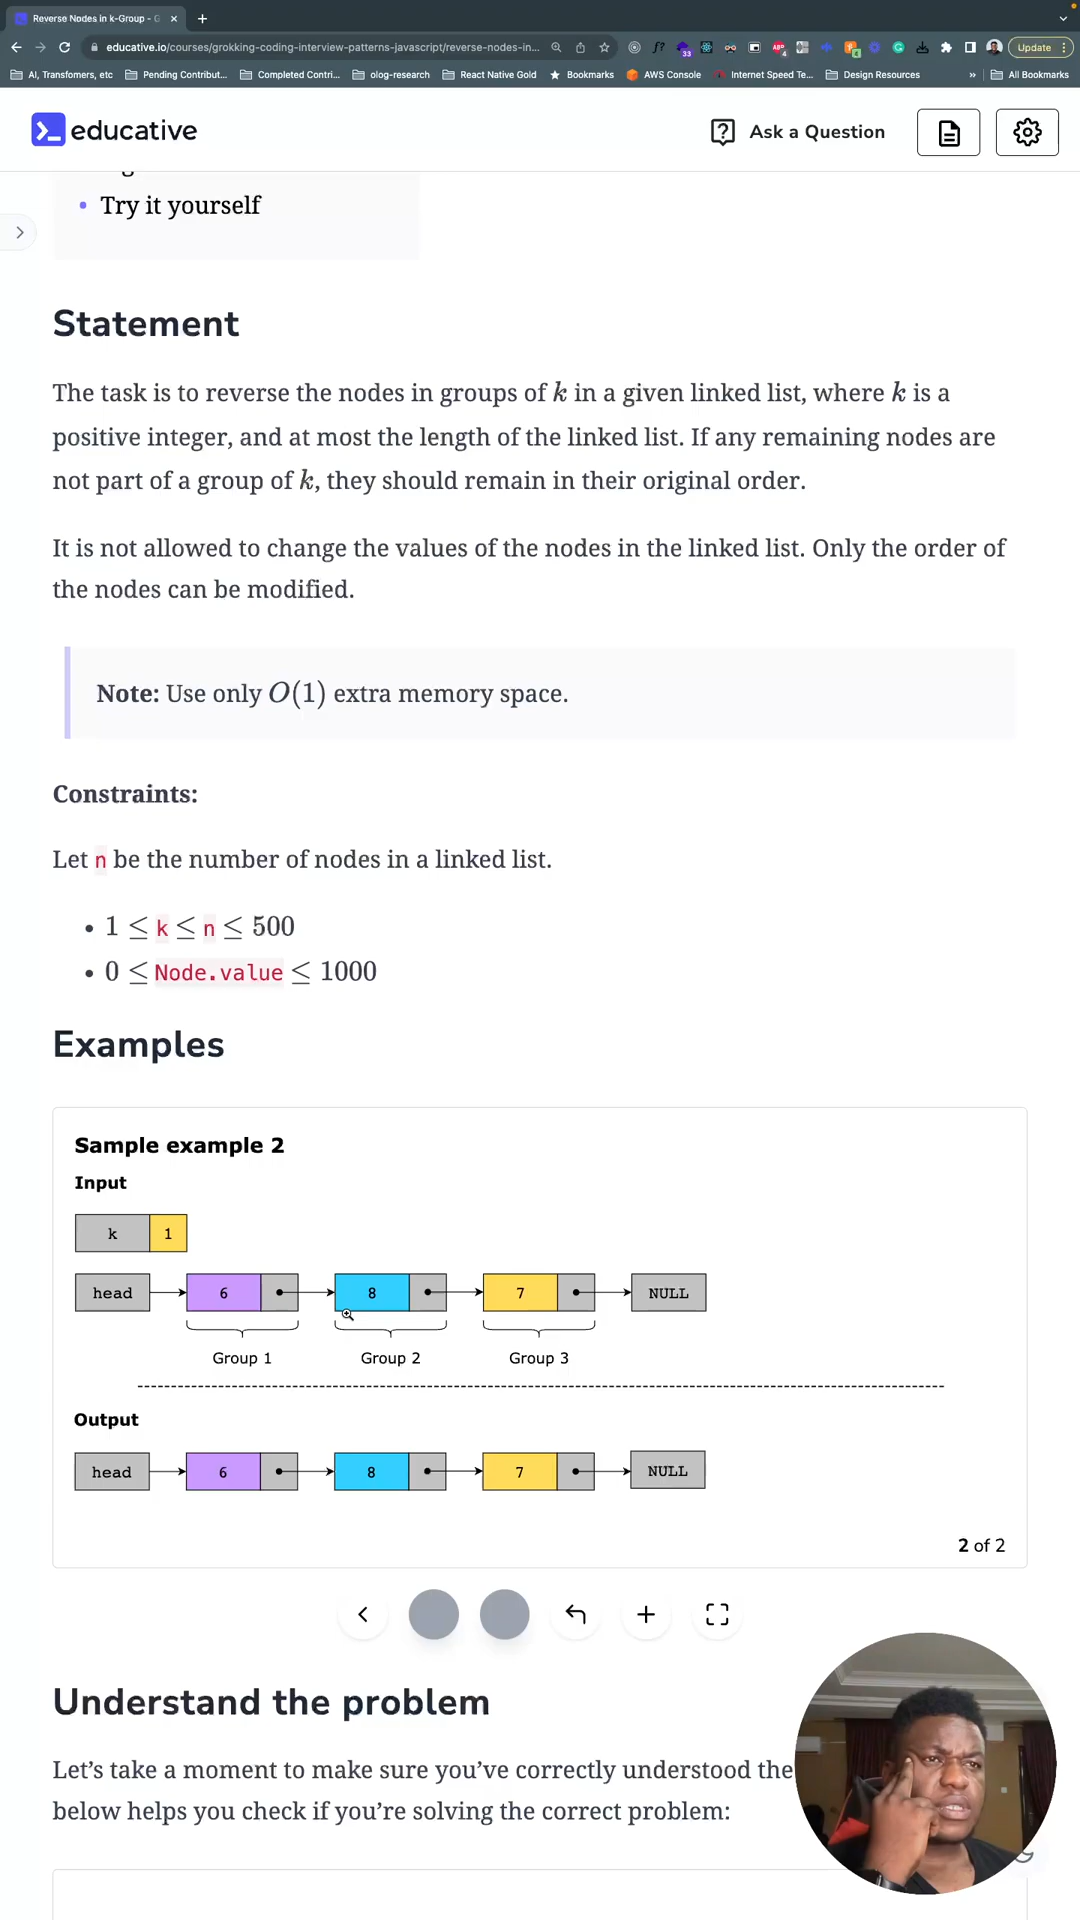 Reverse Nodes in k-Group - G
educative.io/courses/grokking-coding-interview-patterns-javascript/reverse-nodes-in...
Update
AI, Transfomers, etc
Pending Contribut...
Completed Contri...
olog-research
React Native Gold
Bookmarks
AWS Console
Internet Speed Te...
Design Resources
»
All Bookmarks
educative
Ask a Question
• Try it yourself
Statement
The task is to reverse the nodes in groups of k in a given linked list, where k is a
positive integer, and at most the length of the linked list. If any remaining nodes are
not part of a group of k, they should remain in their original order.
It is not allowed to change the values of the nodes in the linked list. Only the order of
the nodes can be modified.
Note: Use only O(1) extra memory space.
Constraints:
Let n be the number of nodes in a linked list.
• 1 ≤ k ≤ n ≤ 500
• 0 ≤ Node.value ≤ 1000
Examples
Sample example 2
Input
k 1
head 6 8 7 NULL
Group 1 Group 2 Group 3
Output
head 6 8 7 NULL
2 of 2
Understand the problem
Let's take a moment to make sure you've correctly understood the
below helps you check if you're solving the correct problem: